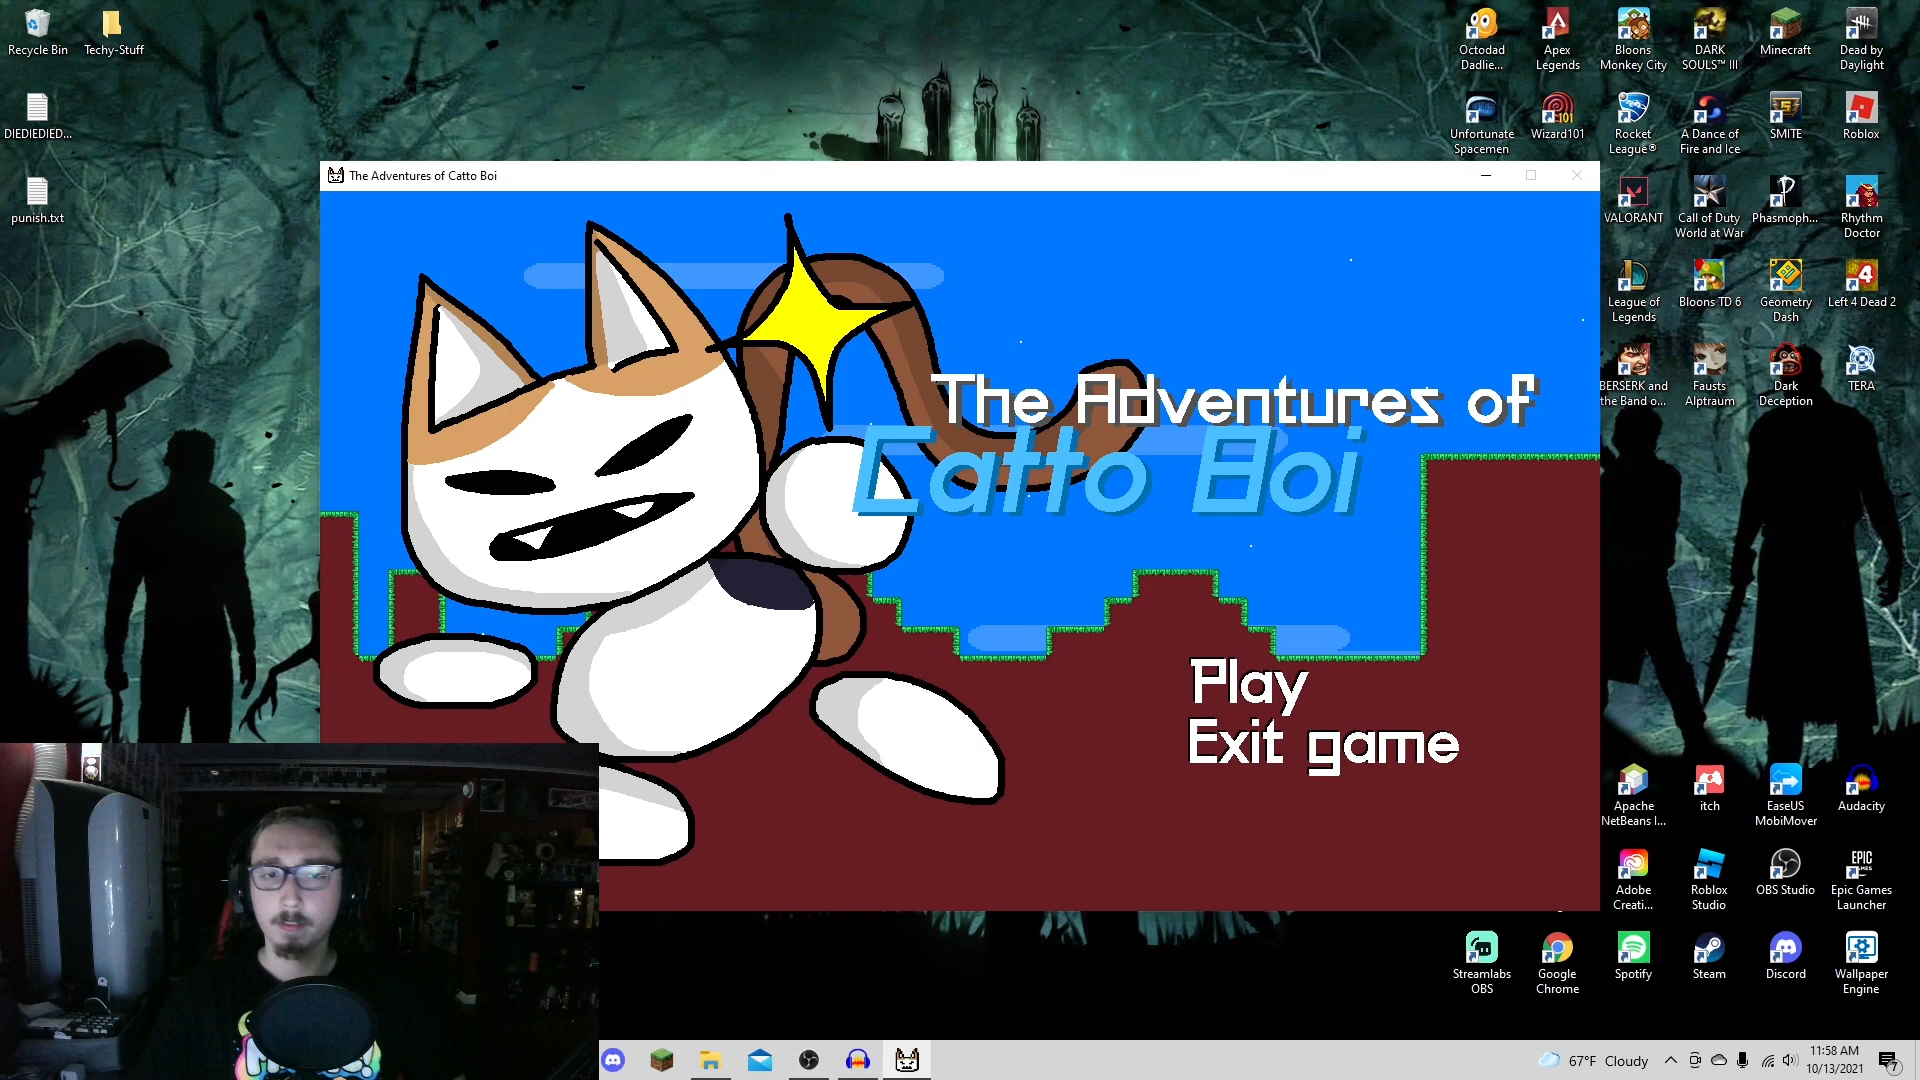 Recycle Bin
Techy-Stuff
DIEDIEDIED...
punish.txt
Octodad
Dadlie...
Apex
Legends
Bloons
Monkey City
DARK
SOULS™ III
Minecraft
Dead by
Daylight
Unfortunate
Spacemen
Wizard101
Rocket
League®
A Dance of
Fire and Ice
SMITE
Roblox
VALORANT
Call of Duty
World at War
Phasmoph...
Rhythm
Doctor
League of
Legends
Bloons TD 6
Geometry
Dash
Left 4 Dead 2
BERSERK and
the Band o...
Fausts
Alptraum
Dark
Deception
TERA
The Adventures of Catto Boi
The Adventures of
Catto Boi
Play
Exit game
Apache
NetBeans I...
itch
EaseUS
MobiMover
Audacity
Adobe
Creati...
Roblox
Studio
OBS Studio
Epic Games
Launcher
Streamlabs
OBS
Google
Chrome
Spotify
Steam
Discord
Wallpaper
Engine
67°F Cloudy
11:58 AM
10/13/2021
7